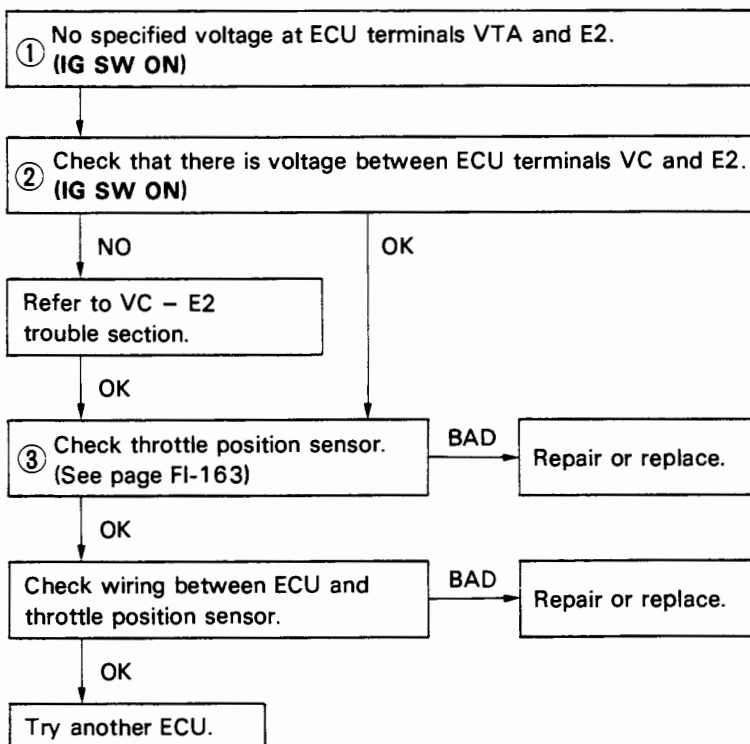 ① No specified voltage at ECU terminals VTA and E2.
(IG SW ON)
② Check that there is voltage between ECU terminals VC and E2.
(IG SW ON)
NO
OK
Refer to VC – E2
trouble section.
OK
③ Check throttle position sensor.
(See page FI-163)
BAD
Repair or replace.
OK
Check wiring between ECU and
throttle position sensor.
BAD
Repair or replace.
OK
Try another ECU.